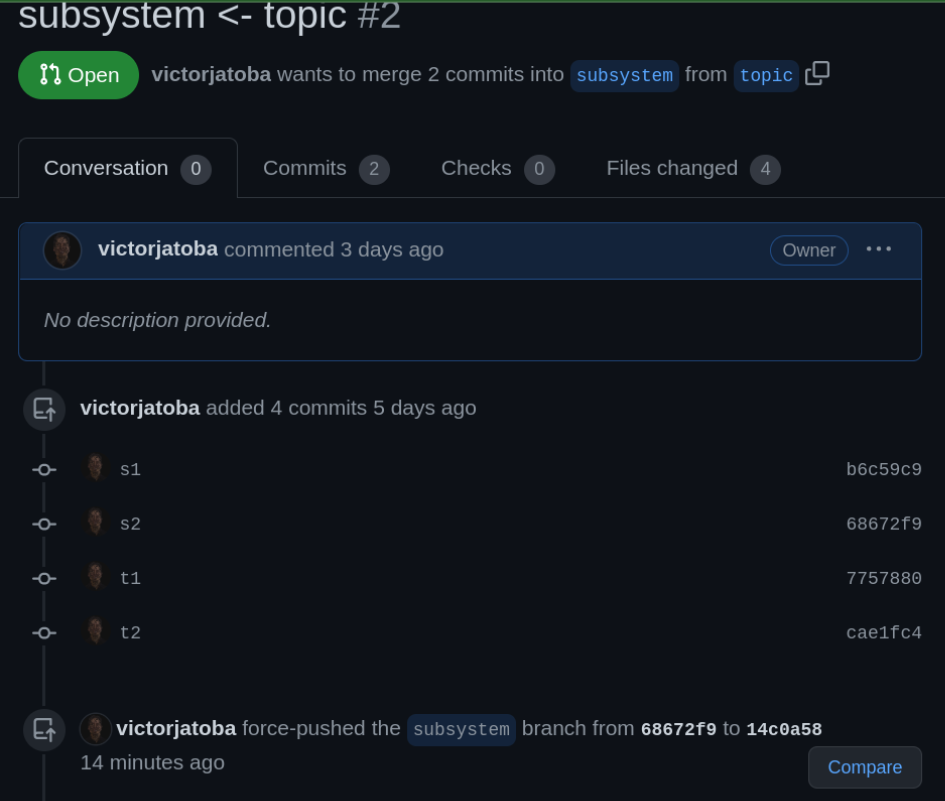 subsystem <- topic #2
Open victorjatoba wants to merge 2 commits into subsystem from topic
Conversation 0 Commits 2 Checks 0 Files changed 4
victorjatoba commented 3 days ago Owner ...
No description provided.
victorjatoba added 4 commits 5 days ago
s1 b6c59c9
s2 68672f9
t1 7757880
t2 cae1fc4
victorjatoba force-pushed the subsystem branch from 68672f9 to 14c0a58
14 minutes ago
Compare